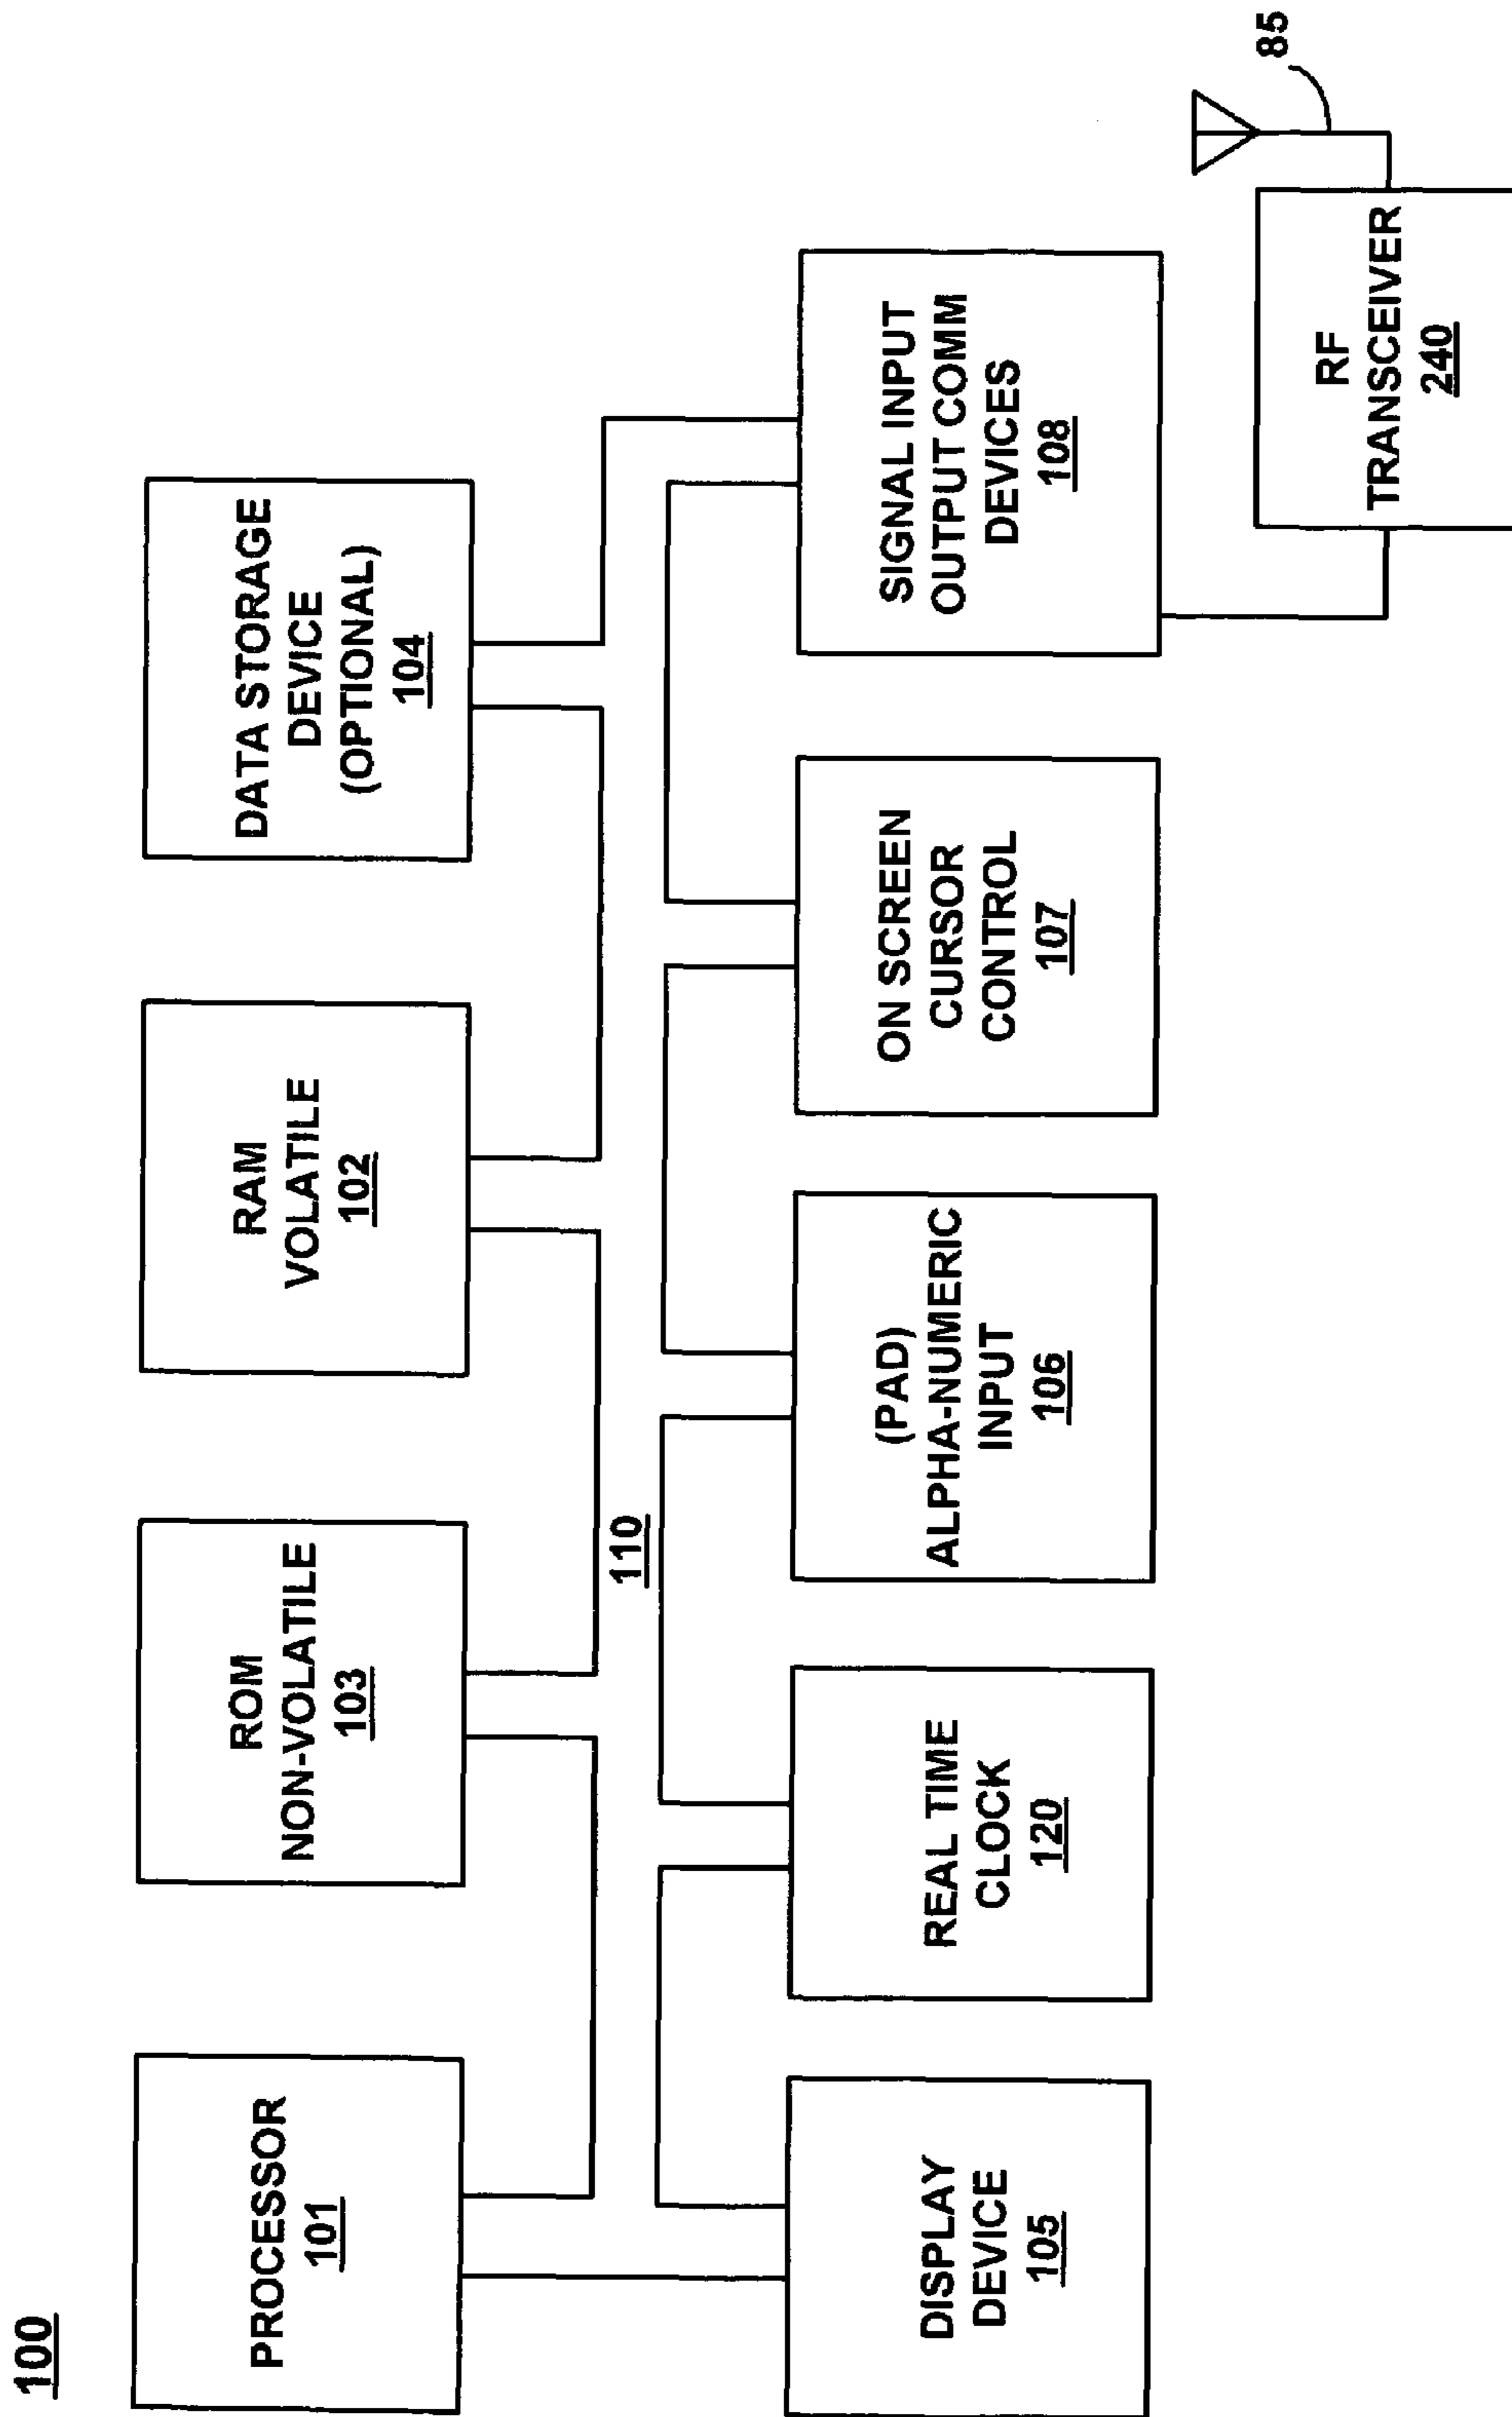 100
PROCESSOR
101
ROM
NON-VOLATILE
103
RAM
VOLATILE
102
DATA STORAGE
DEVICE
(OPTIONAL)
104
110
DISPLAY
DEVICE
105
REAL TIME
CLOCK
120
(PAD)
ALPHA-NUMERIC
INPUT
106
ON SCREEN
CURSOR
CONTROL
107
SIGNAL INPUT
OUTPUT COMM
DEVICES
108
85
RF
TRANSCEIVER
240